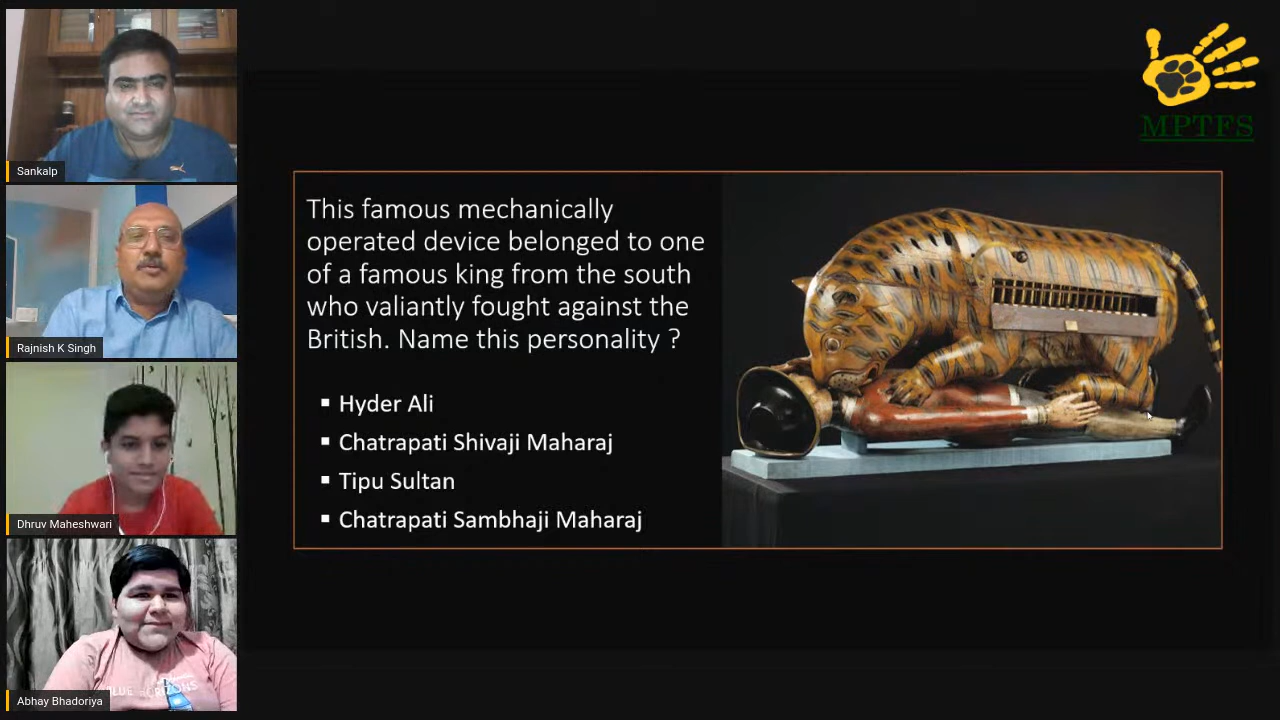 Sankalp
Rajnish K Singh
Dhruv Maheshwari
Abhay Bhadoriya
MPTFS
This famous mechanically
operated device belonged to one
of a famous king from the south
who valiantly fought against the
British. Name this personality ?
▪ Hyder Ali
▪ Chatrapati Shivaji Maharaj
▪ Tipu Sultan
▪ Chatrapati Sambhaji Maharaj